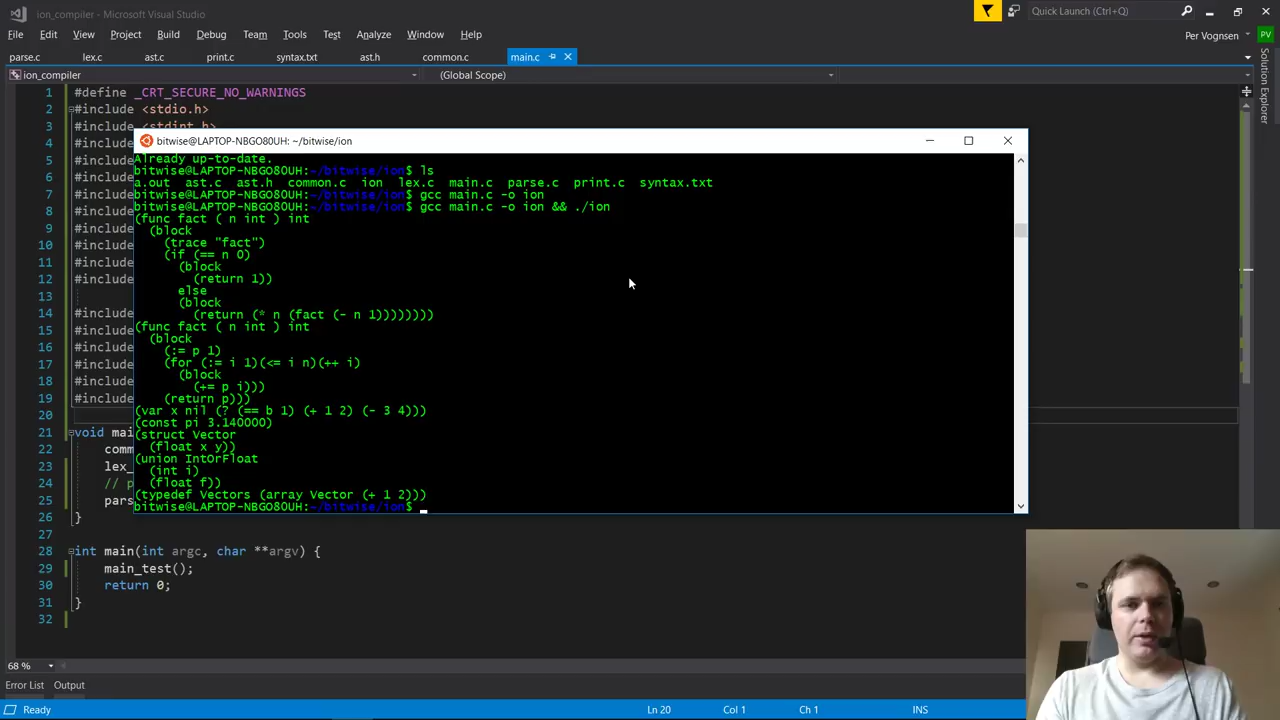 ion_compiler - Microsoft Visual Studio
Quick Launch (Ctrl+Q)
File Edit View Project Build Debug Team Tools Test Analyze Window Help
Per Vognsen PV
parse.c lex.c ast.c print.c syntax.txt ast.h common.c main.c
ion_compiler (Global Scope)
Solution Explorer
1 #define _CRT_SECURE_NO_WARNINGS
2 #include <stdio.h>
3 #include <stdint.h>
4 #include
5 #include
6 #include
7 #include
8 #include
9 #include
10 #include
11 #include
12 #include
13
14 #include
15 #include
16 #include
17 #include
18 #include
19 #include
20
21 void mai
22 comm
23 lex_
24 // p
25 pars
26 }
27
28 int main(int argc, char **argv) {
29 main_test();
30 return 0;
31 }
32
bitwise@LAPTOP-NBGO80UH: ~/bitwise/ion
Already up-to-date.
bitwise@LAPTOP-NBGO80UH:~/bitwise/ion$ ls
a.out ast.c ast.h common.c ion lex.c main.c parse.c print.c syntax.txt
bitwise@LAPTOP-NBGO80UH:~/bitwise/ion$ gcc main.c -o ion
bitwise@LAPTOP-NBGO80UH:~/bitwise/ion$ gcc main.c -o ion && ./ion
(func fact ( n int ) int
(block
(trace "fact")
(if (== n 0)
(block
(return 1))
else
(block
(return (* n (fact (- n 1))))))))
(func fact ( n int ) int
(block
(:= p 1)
(for (:= i 1)(<= i n)(++ i)
(block
(+= p i)))
(return p)))
(var x nil (? (== b 1) (+ 1 2) (- 3 4)))
(const pi 3.140000)
(struct Vector
(float x y))
(union IntOrFloat
(int i)
(float f))
(typedef Vectors (array Vector (+ 1 2)))
bitwise@LAPTOP-NBGO80UH:~/bitwise/ion$
68 %
Error List Output
Ready Ln 20 Col 1 Ch 1 INS